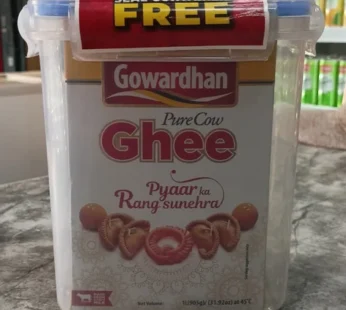 FREE
Gowardhan
Pure Cow
Ghee
Pyaar ka
Rang sunehra